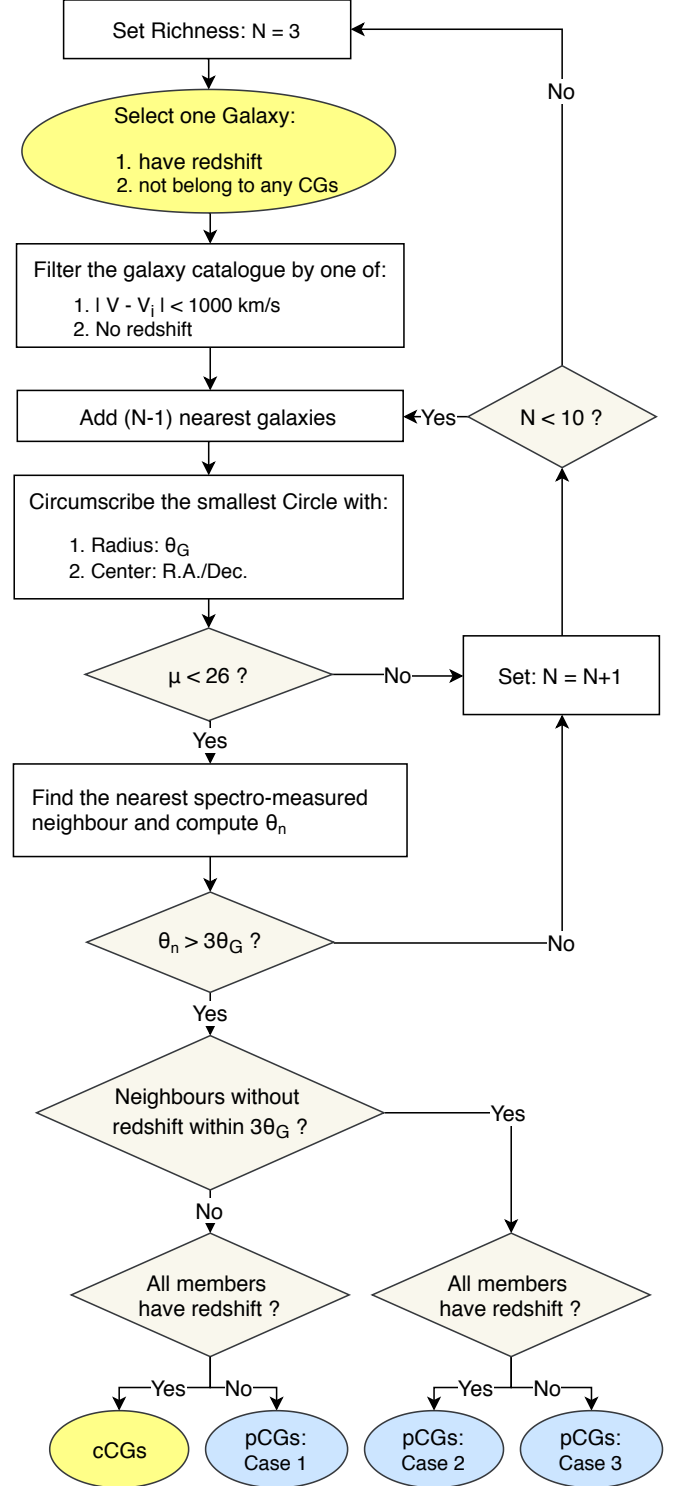 Set Richness: N = 3
No
Select one Galaxy:
1. have redshift
2. not belong to any CGs
Filter the galaxy catalogue by one of:
1. | V - Vᵢ | < 1000 km/s
2. No redshift
Add (N-1) nearest galaxies
Yes
N < 10 ?
Circumscribe the smallest Circle with:
1. Radius: θ_G
2. Center: R.A./Dec.
μ < 26 ?
No
Set: N = N+1
Yes
Find the nearest spectro-measured
neighbour and compute θₙ
θₙ > 3θ_G ?
No
Yes
Neighbours without
redshift within 3θ_G ?
Yes
No
All members
have redshift ?
All members
have redshift ?
Yes
No
Yes
No
cCGs
pCGs:
Case 1
pCGs:
Case 2
pCGs:
Case 3